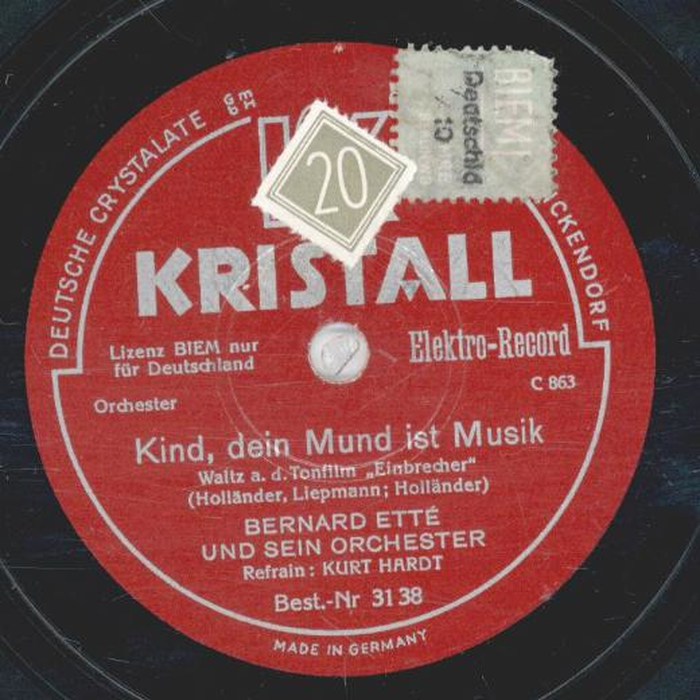 DEUTSCHE CRYSTALATE
20
BIEM
Deutschld
10
KRISTALL
Lizenz BIEM nur
für Deutschland
Elektro-Record
C 863
Orchester
Kind, dein Mund ist Musik
Waltz a. d. Tonfilm „Einbrecher"
(Holländer, Liepmann; Holländer)
BERNARD ETTÉ
UND SEIN ORCHESTER
Refrain: KURT HARDT
Best.-Nr 3138
MADE IN GERMANY